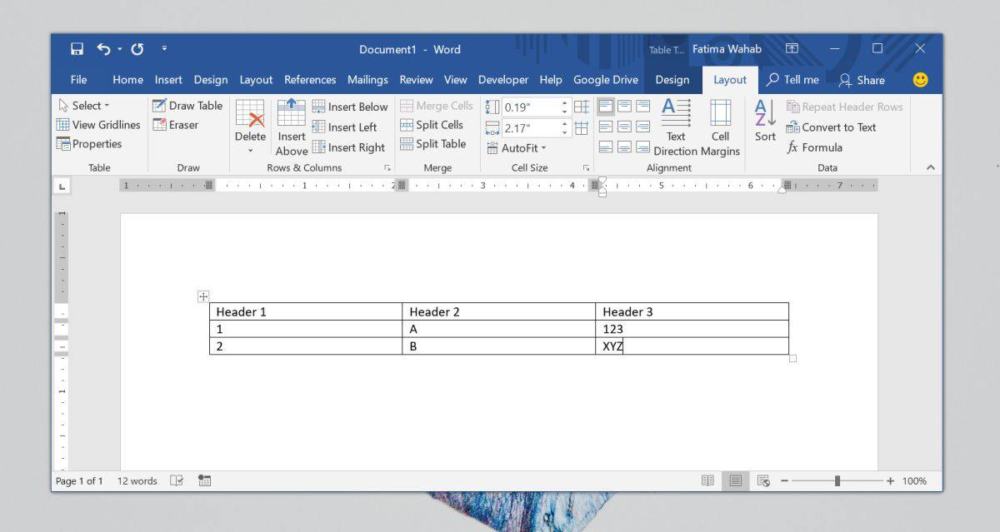 Document1 - Word
Table T... Fatima Wahab
File Home Insert Design Layout References Mailings Review View Developer Help Google Drive Design Layout Tell me Share
Select
View Gridlines
Properties
Table
Draw Table
Eraser
Draw
Delete
Insert
Above
Insert Below
Insert Left
Insert Right
Rows & Columns
Merge Cells
Split Cells
Split Table
Merge
0.19"
2.17"
AutoFit
Cell Size
Text
Direction
Cell
Margins
Alignment
A
Z
Sort
Repeat Header Rows
Convert to Text
fx Formula
Data
L
1 1 2 3 4 5 6 7
1
1
Header 1 Header 2 Header 3
1 A 123
2 B XYZ
Page 1 of 1 12 words 100%